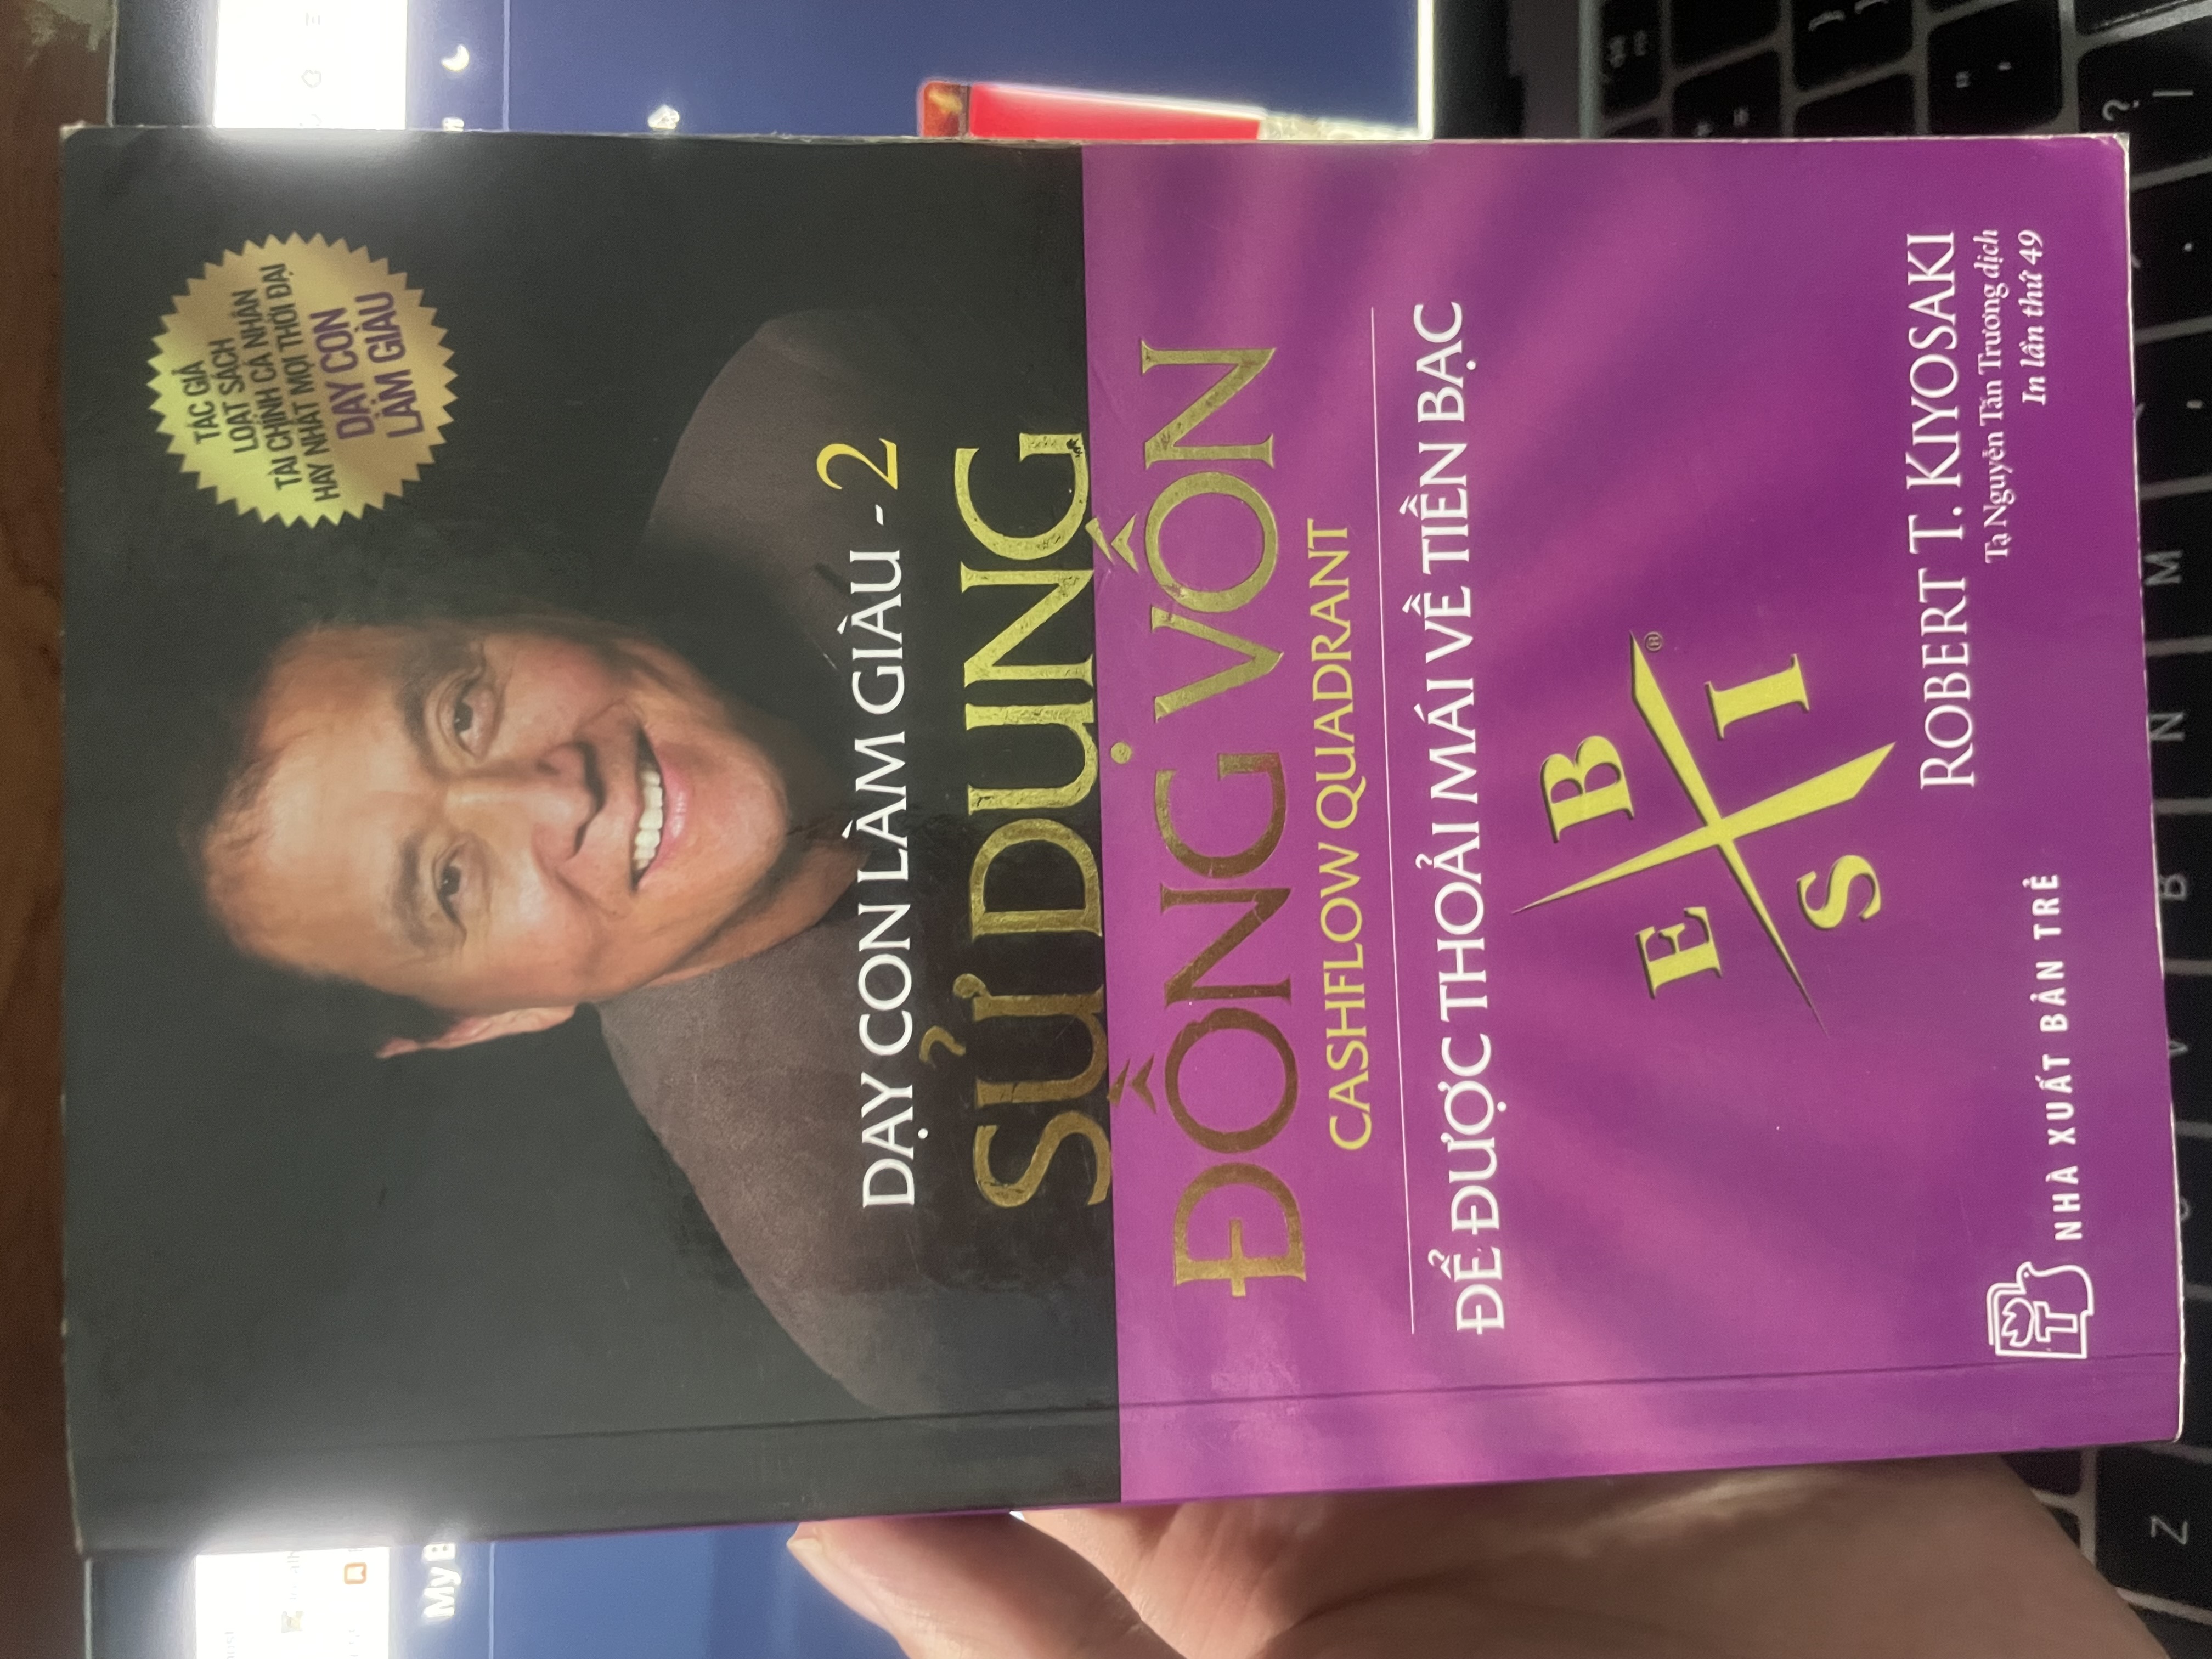 TÁC GIẢ
LOẠT SÁCH
TÀI CHÍNH CÁ NHÂN
HAY NHẤT MỌI THỜI ĐẠI
DẠY CON
LÀM GIÀU
DẠY CON LÀM GIÀU - 2
SỬ DỤNG
ĐỒNG VỐN
CASHFLOW QUADRANT
ĐỂ ĐƯỢC THOẢI MÁI VỀ TIỀN BẠC
E B
S I
®
ROBERT T. KIYOSAKI
Tạ Nguyễn Tấn Trương dịch
In lần thứ 49
T
NHÀ XUẤT BẢN TRẺ
My B
Z
V
B
N
M
?